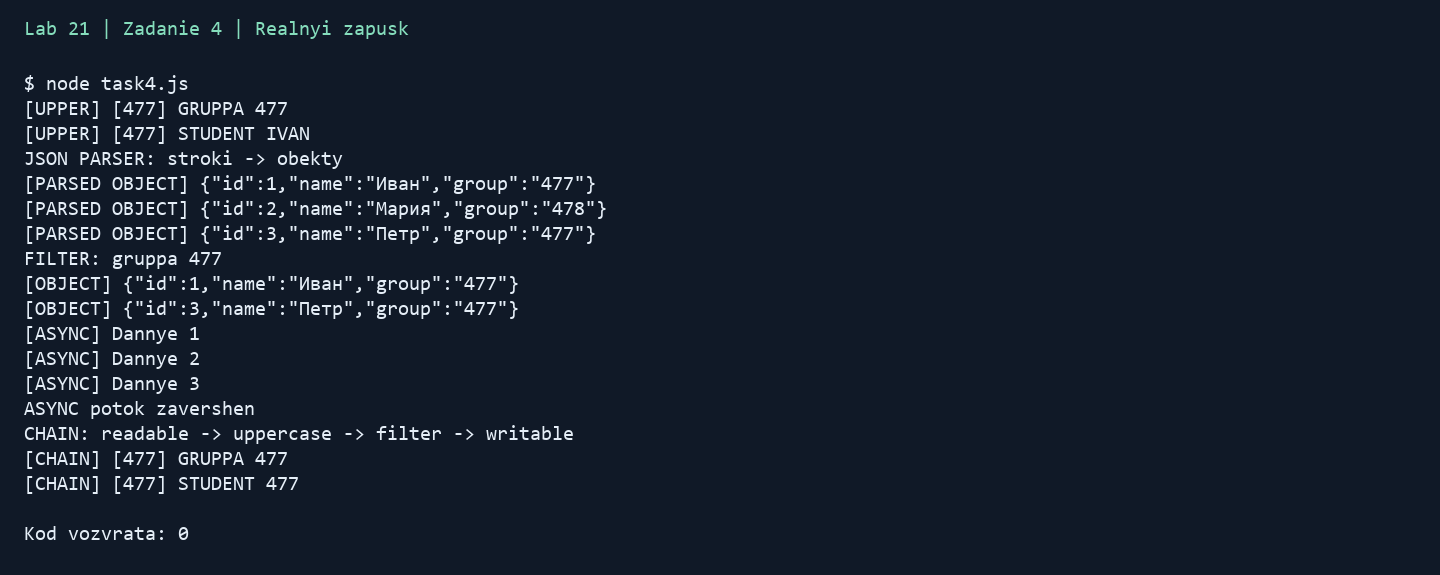 Lab 21 | Zadanie 4 | Realnyi zapusk
$ node task4.js
[UPPER] [477] GRUPPA 477
[UPPER] [477] STUDENT IVAN
JSON PARSER: stroki -> obekty
[PARSED OBJECT] {"id":1,"name":"Иван","group":"477"}
[PARSED OBJECT] {"id":2,"name":"Мария","group":"478"}
[PARSED OBJECT] {"id":3,"name":"Петр","group":"477"}
FILTER: gruppa 477
[OBJECT] {"id":1,"name":"Иван","group":"477"}
[OBJECT] {"id":3,"name":"Петр","group":"477"}
[ASYNC] Dannye 1
[ASYNC] Dannye 2
[ASYNC] Dannye 3
ASYNC potok zavershen
CHAIN: readable -> uppercase -> filter -> writable
[CHAIN] [477] GRUPPA 477
[CHAIN] [477] STUDENT 477
Kod vozvrata: 0